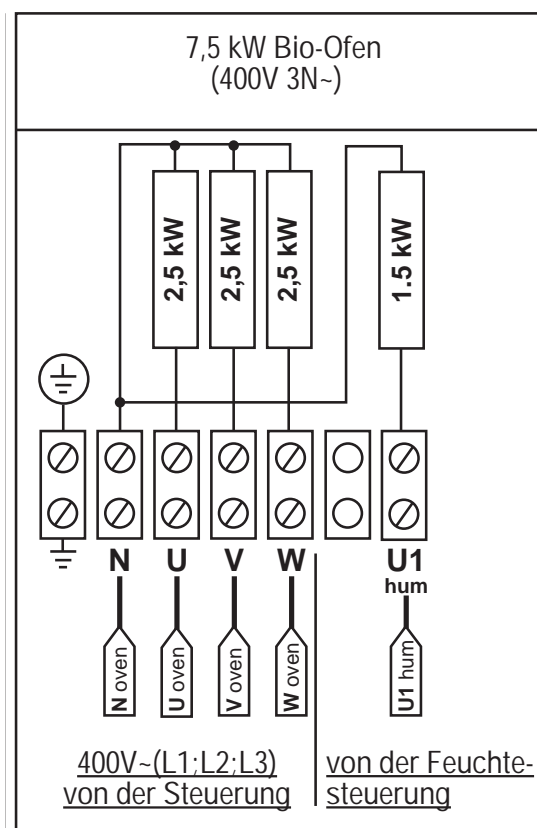 7,5 kW Bio-Ofen
(400V 3N~)
2,5 kW
2,5 kW
2,5 kW
1.5 kW
N U V W U1
hum
N oven
U oven
V oven
W oven
U1 hum
400V~(L1;L2;L3)
von der Steuerung
von der Feuchte-
steuerung